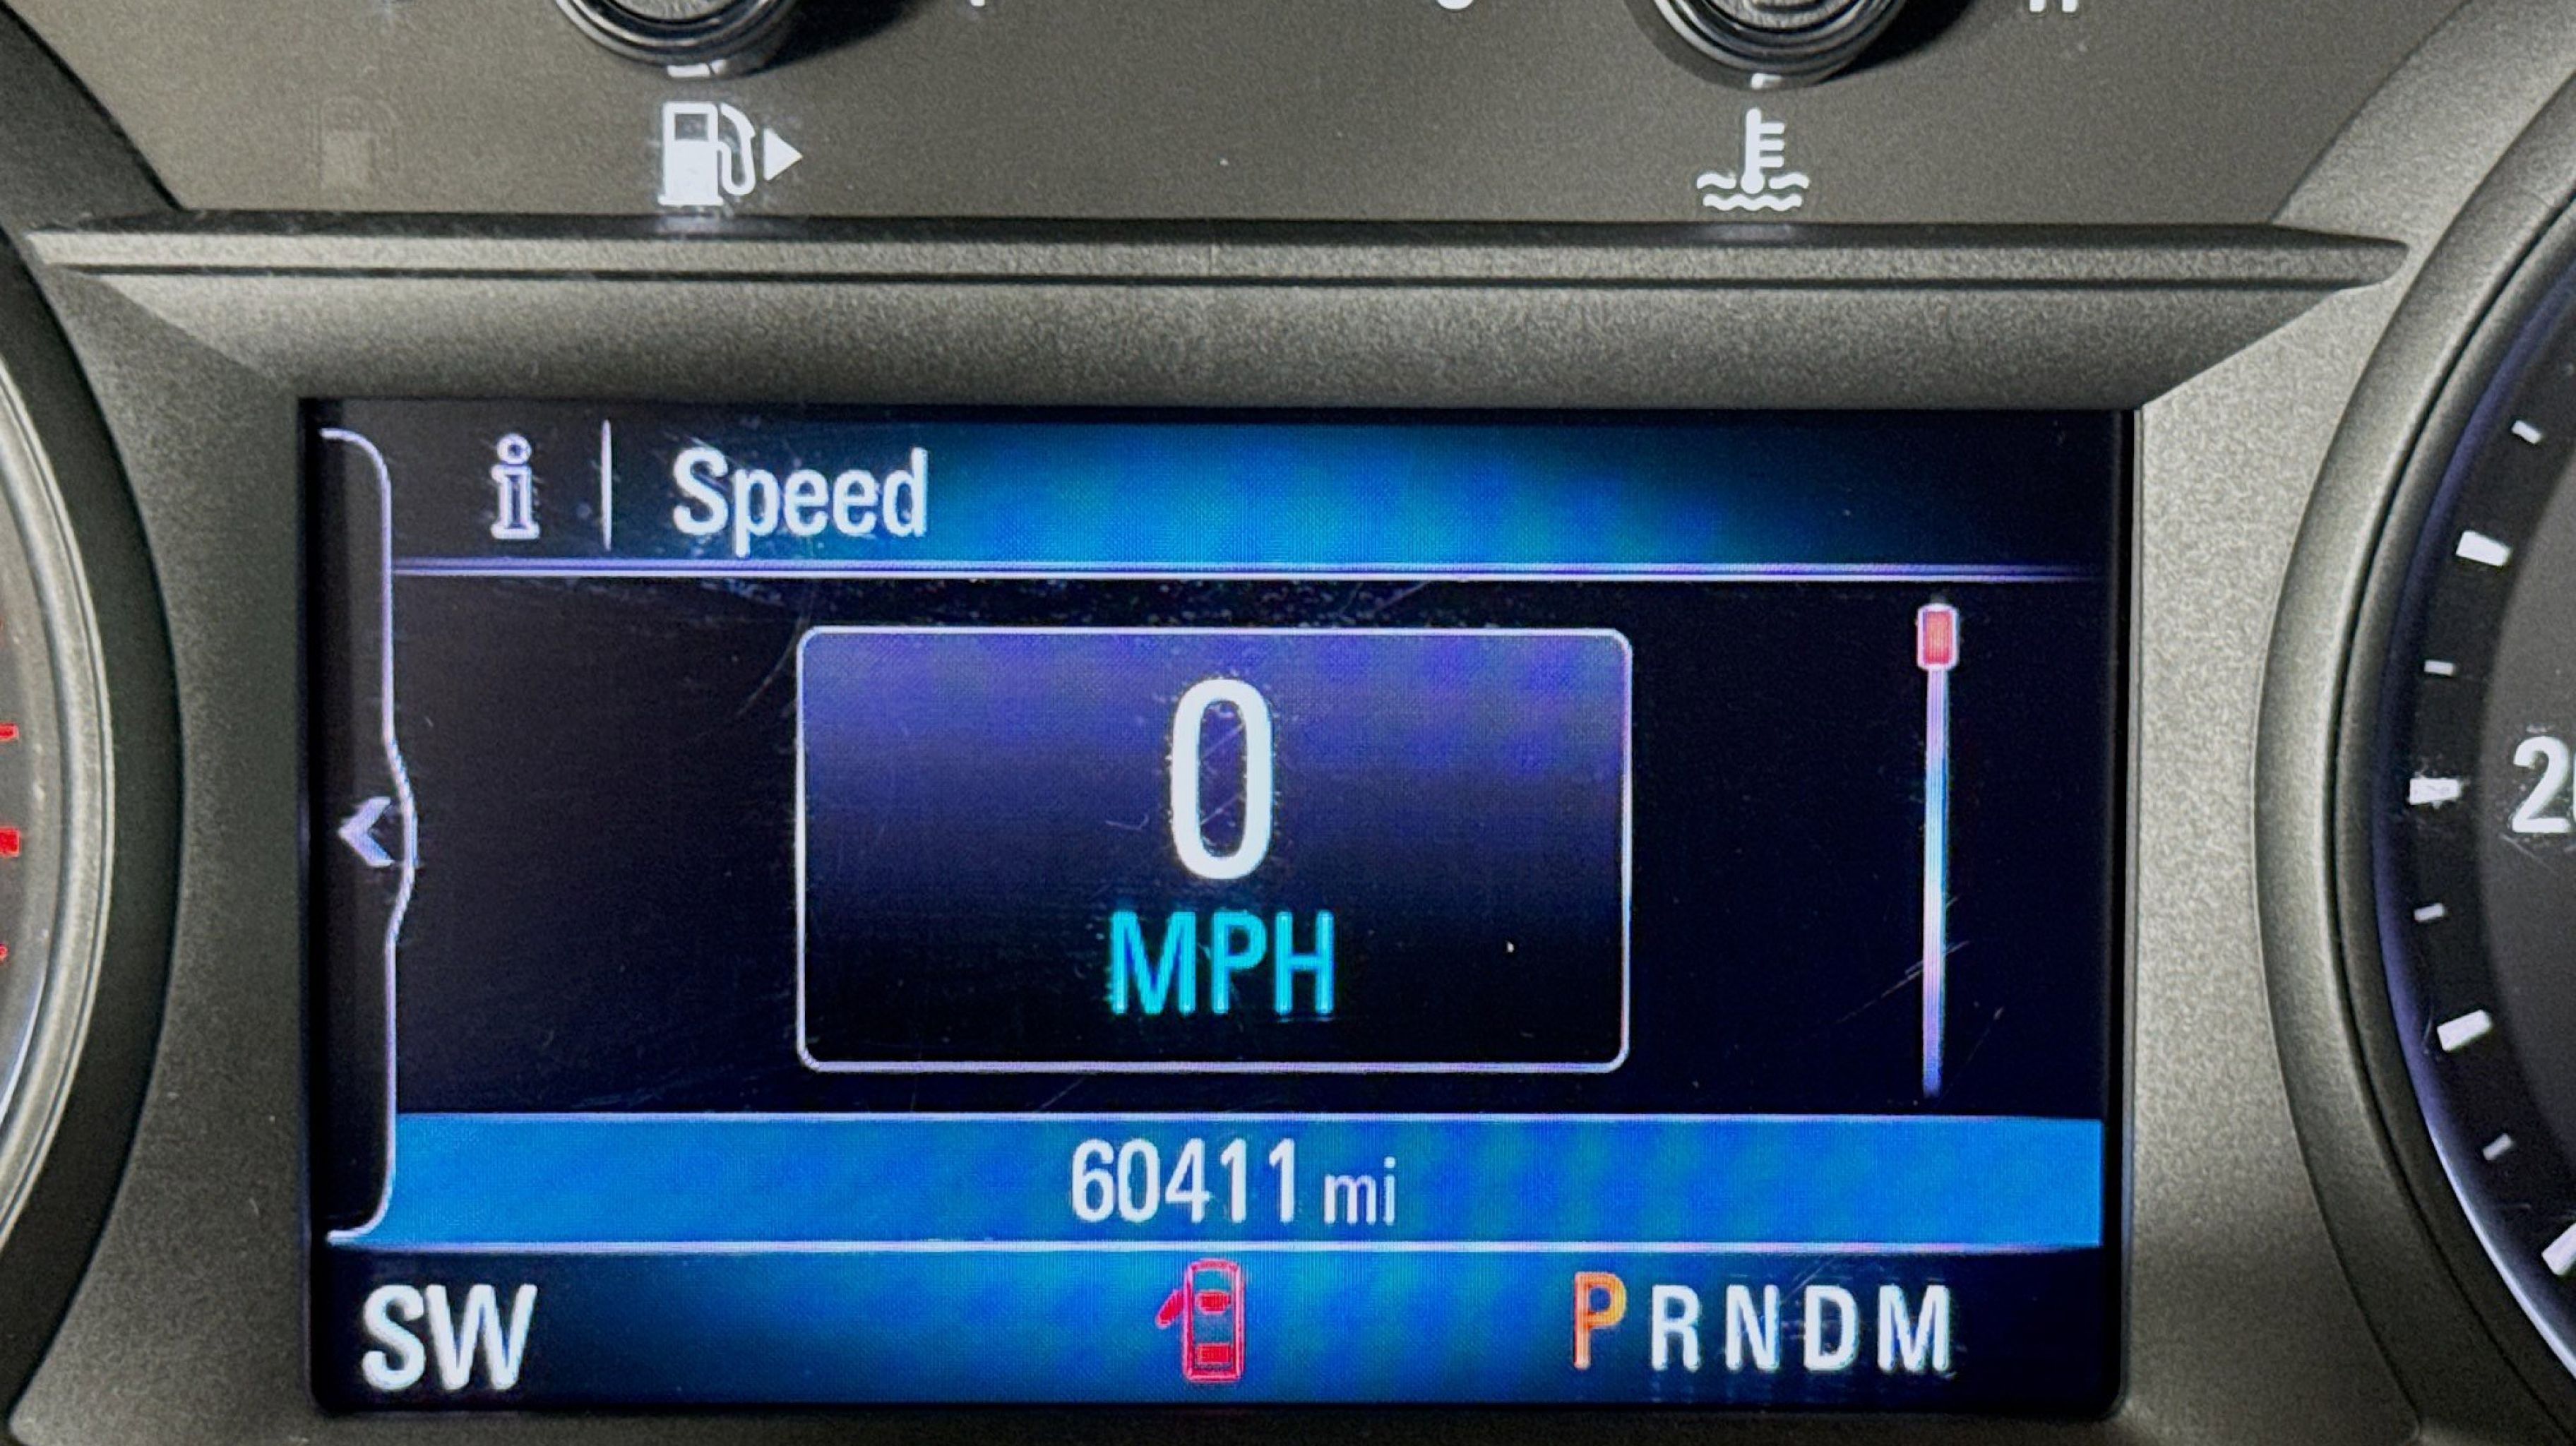 i Speed
0
MPH
60411 mi
SW PRNDM